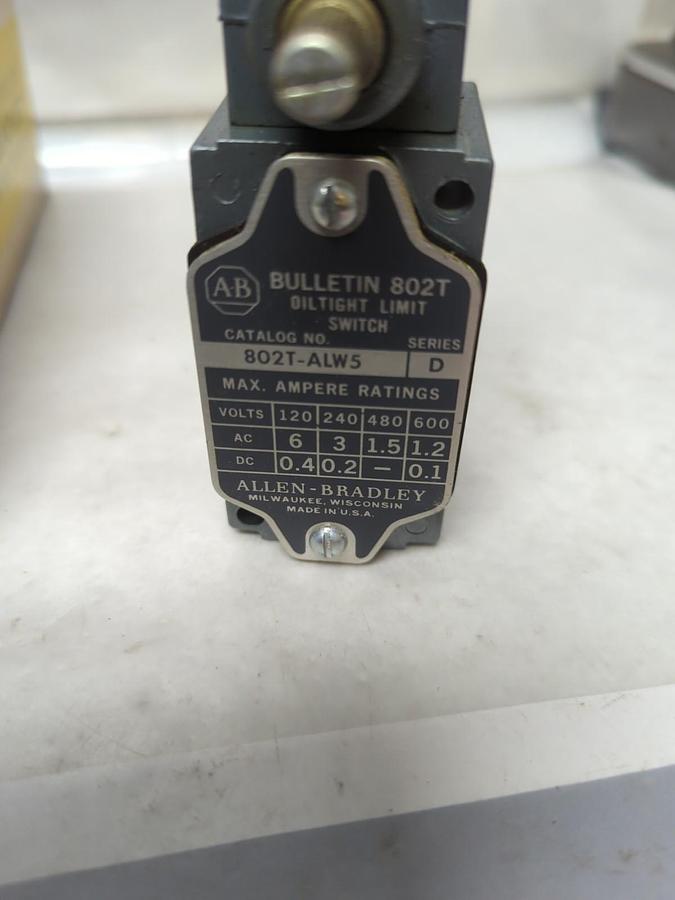 A-B
BULLETIN 802T
OILTIGHT LIMIT
SWITCH
CATALOG NO. SERIES
802T-ALW5 D
MAX. AMPERE RATINGS
VOLTS 120 240 480 600
AC 6 3 1.5 1.2
DC 0.4 0.2 — 0.1
ALLEN-BRADLEY
MILWAUKEE, WISCONSIN
MADE IN U.S.A.